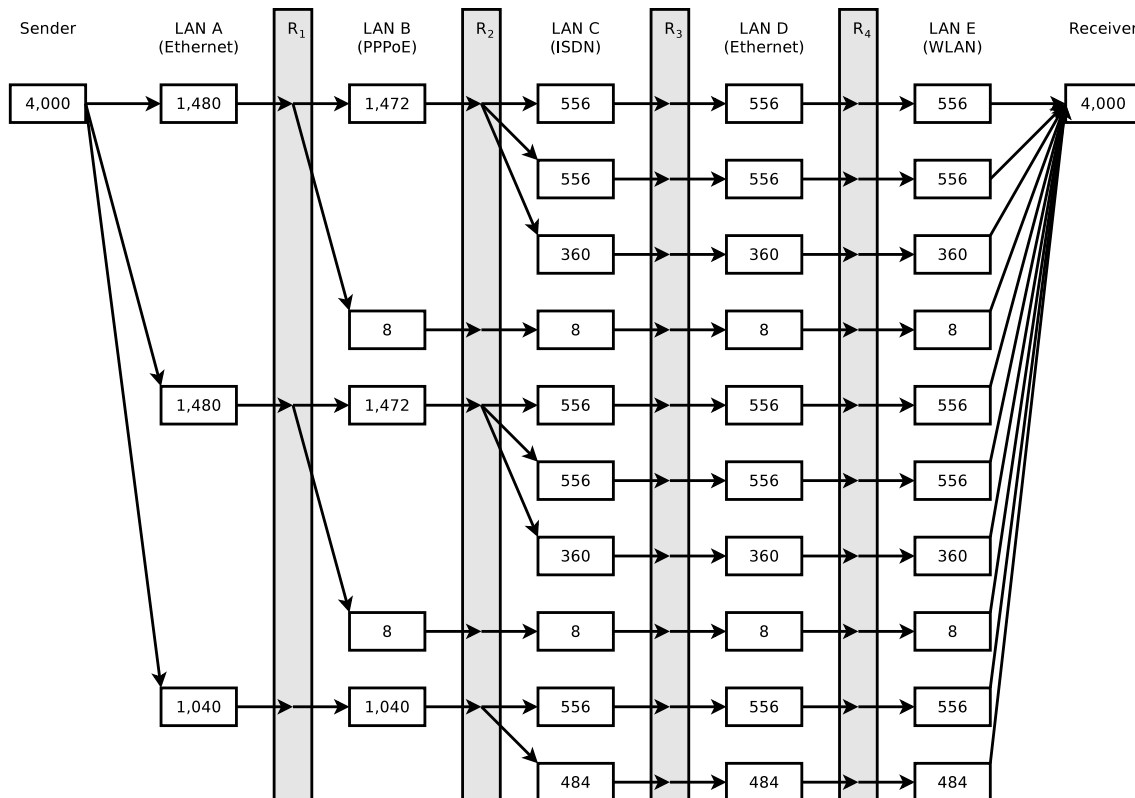 Sender LAN A R1 LAN B R2 LAN C R3 LAN D R4 LAN E Receiver
(Ethernet) (PPPoE) (ISDN) (Ethernet) (WLAN)
4,000 1,480 1,472 556 556 556 4,000
556 556 556
360 360 360
8 8 8 8
1,480 1,472 556 556 556
556 556 556
360 360 360
8 8 8 8
1,040 1,040 556 556 556
484 484 484